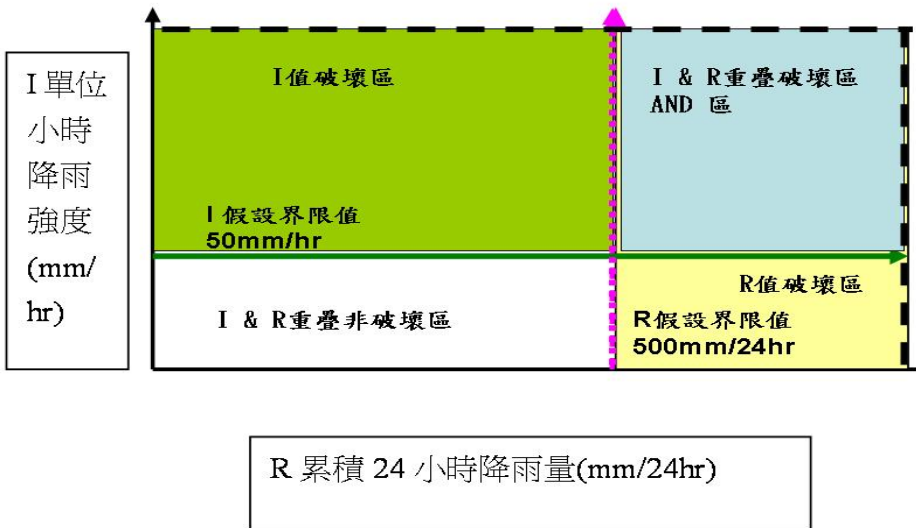 I 單位
小時
降雨
強度
(mm/
hr)
I值破壞區
I & R重疊破壞區
AND 區
I 假設界限值
50mm/hr
I & R重疊非破壞區
R值破壞區
R假設界限值
500mm/24hr
R 累積 24 小時降雨量(mm/24hr)